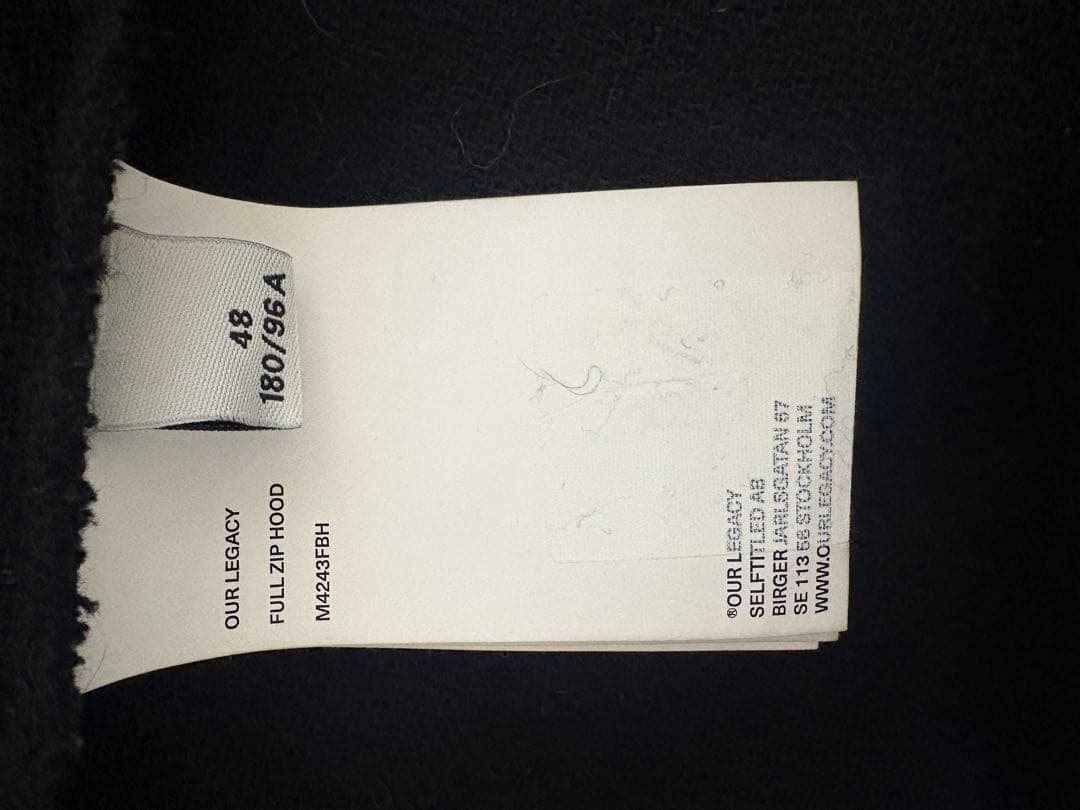 48
180/96 A
OUR LEGACY
FULL ZIP HOOD
M4243FBH
®OUR LEGACY
SELFTITLED AB
BIRGER JARLSGATAN 57
SE 113 56 STOCKHOLM
WWW.OURLEGACY.COM